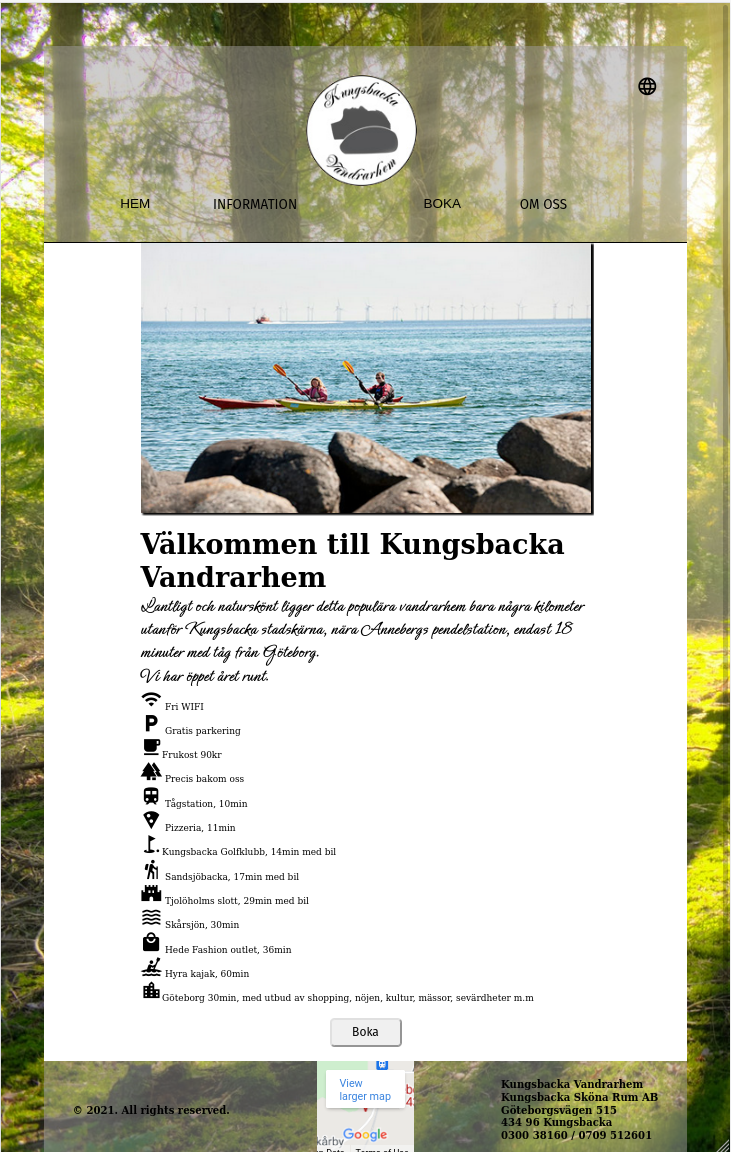 Kungsbacka
Vandrarhem
HEM INFORMATION BOKA OM OSS
Välkommen till Kungsbacka
Vandrarhem
Lantligt och naturskönt ligger detta populära vandrarhem bara några kilometer
utanför Kungsbacka stadskärna, nära Annebergs pendelstation, endast 18
minuter med tåg från Göteborg.
Vi har öppet året runt.
Fri WIFI
P Gratis parkering
Frukost 90kr
Precis bakom oss
Tågstation, 10min
Pizzeria, 11min
Kungsbacka Golfklubb, 14min med bil
Sandsjöbacka, 17min med bil
Tjolöholms slott, 29min med bil
Skårsjön, 30min
Hede Fashion outlet, 36min
Hyra kajak, 60min
Göteborg 30min, med utbud av shopping, nöjen, kultur, mässor, sevärdheter m.m
Boka
© 2021. All rights reserved.
View
larger map
kårby
Google
Terms of Use
Kungsbacka Vandrarhem
Kungsbacka Sköna Rum AB
Göteborgsvägen 515
434 96 Kungsbacka
0300 38160 / 0709 512601